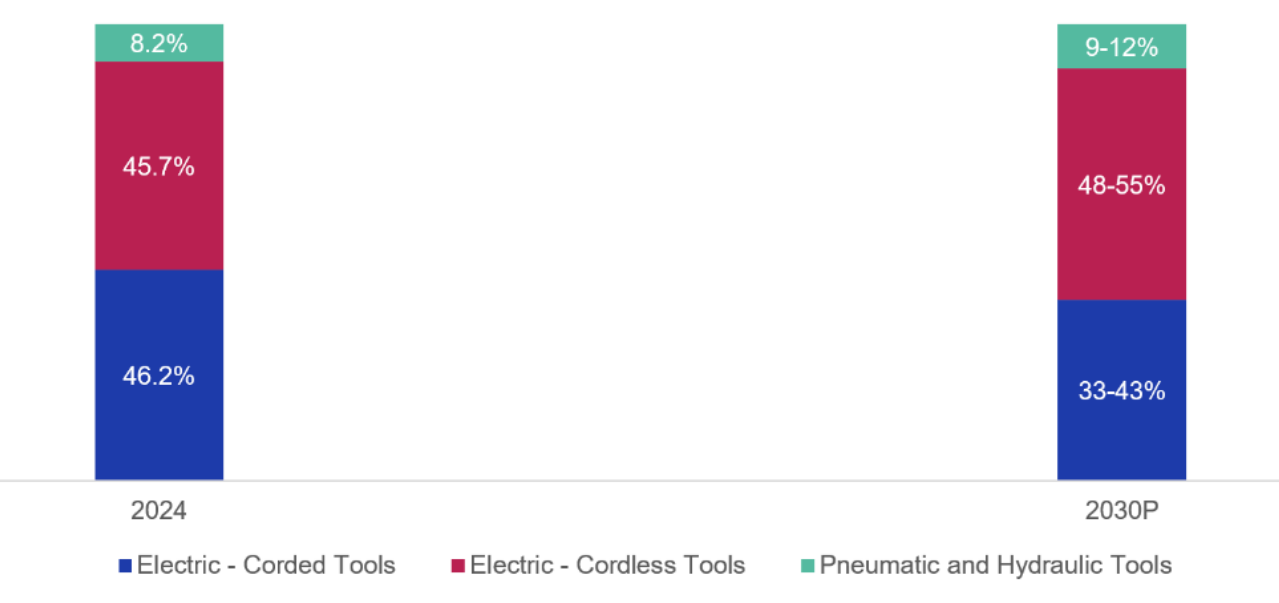 8.2%
9-12%
45.7%
48-55%
46.2%
33-43%
2024
2030P
Electric - Corded Tools
Electric - Cordless Tools
Pneumatic and Hydraulic Tools